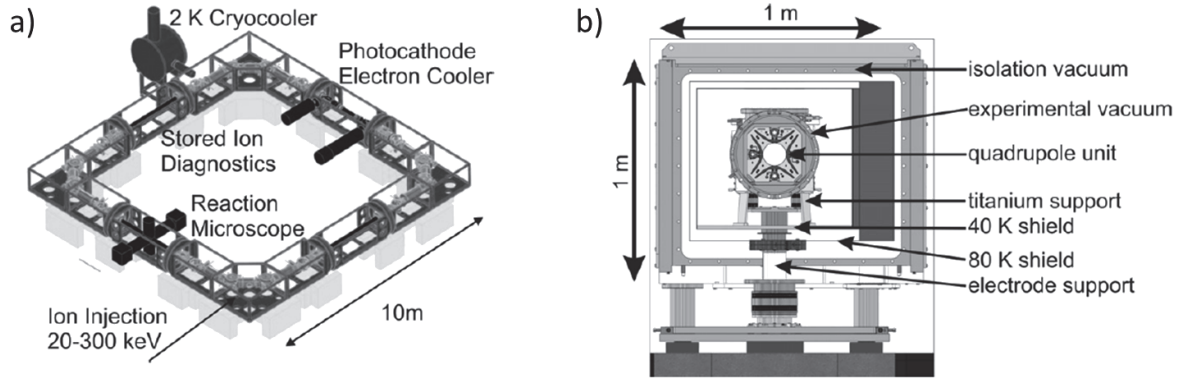 a)
2 K Cryocooler
Photocathode
Electron Cooler
Stored Ion
Diagnostics
Reaction
Microscope
Ion Injection
20-300 keV
10m
b)
1 m
1 m
isolation vacuum
experimental vacuum
quadrupole unit
titanium support
40 K shield
80 K shield
electrode support